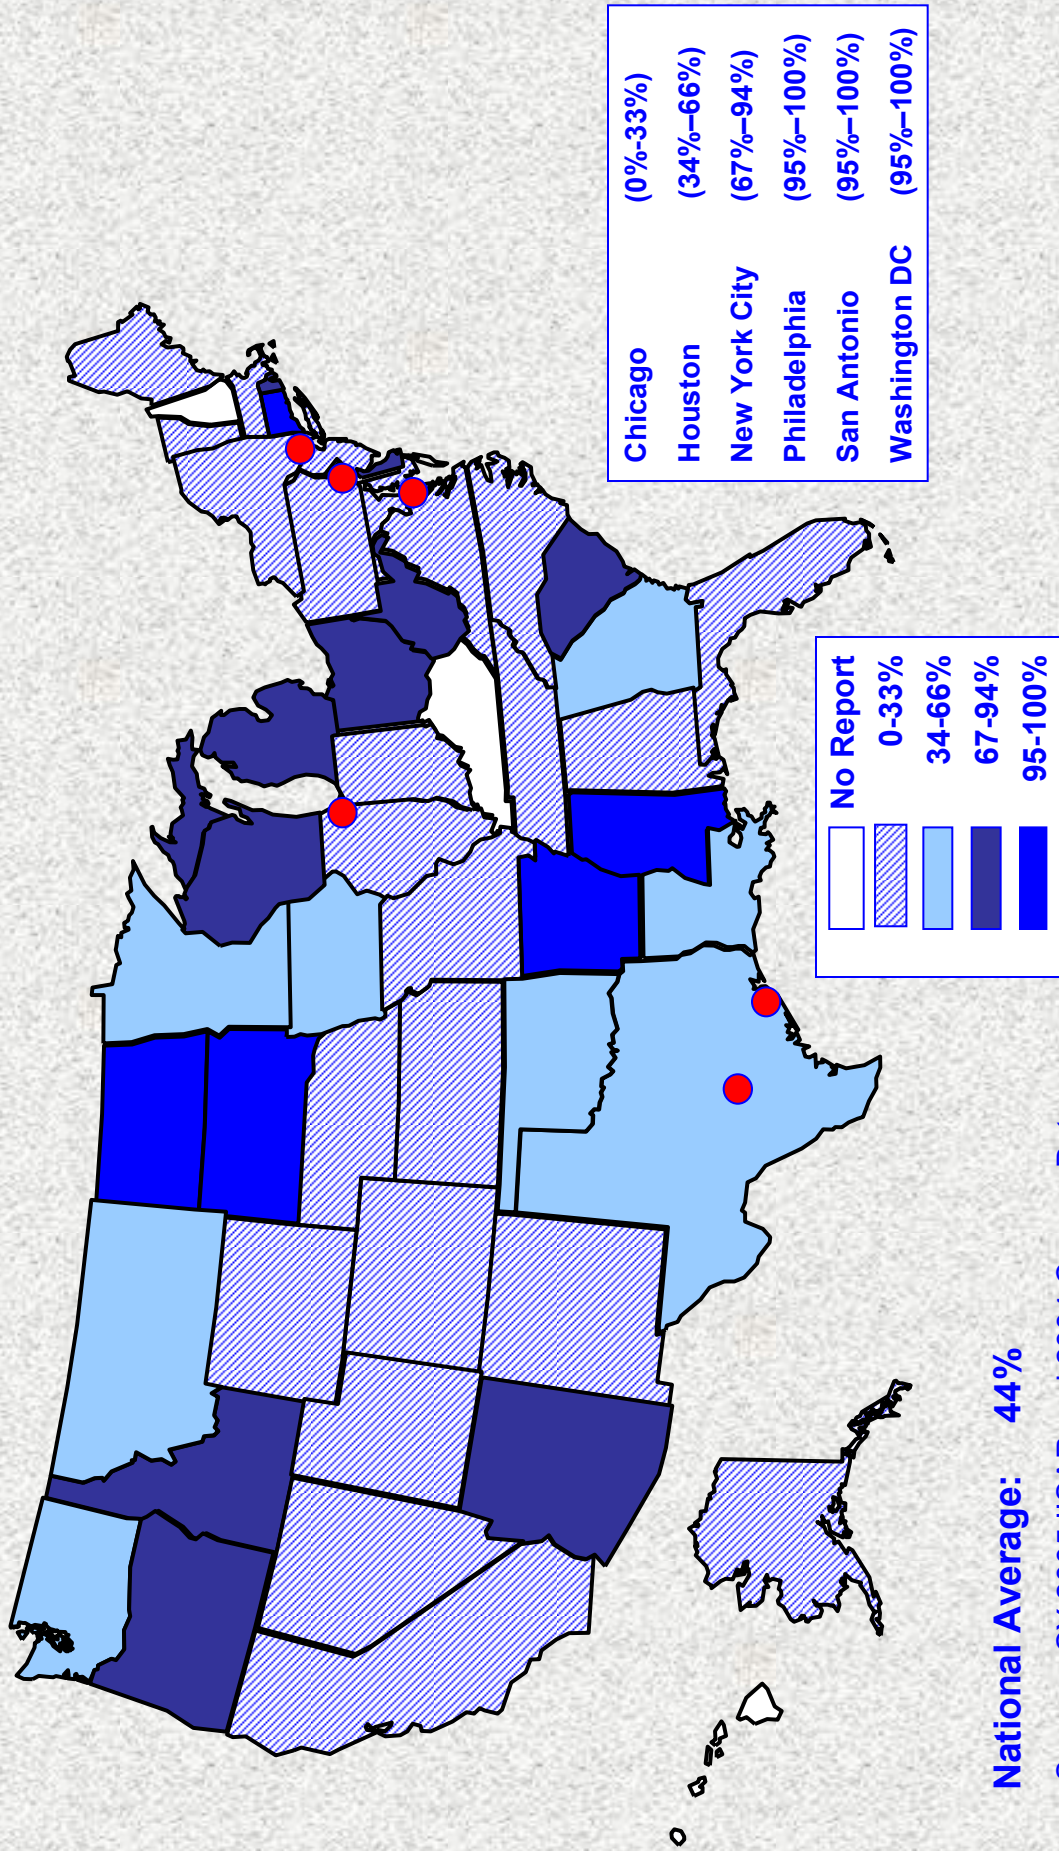 Chicago (0%-33%)
Houston (34%–66%)
New York City (67%–94%)
Philadelphia (95%–100%)
San Antonio (95%–100%)
Washington DC (95%–100%)
No Report
0-33%
34-66%
67-94%
95-100%
National Average: 44%